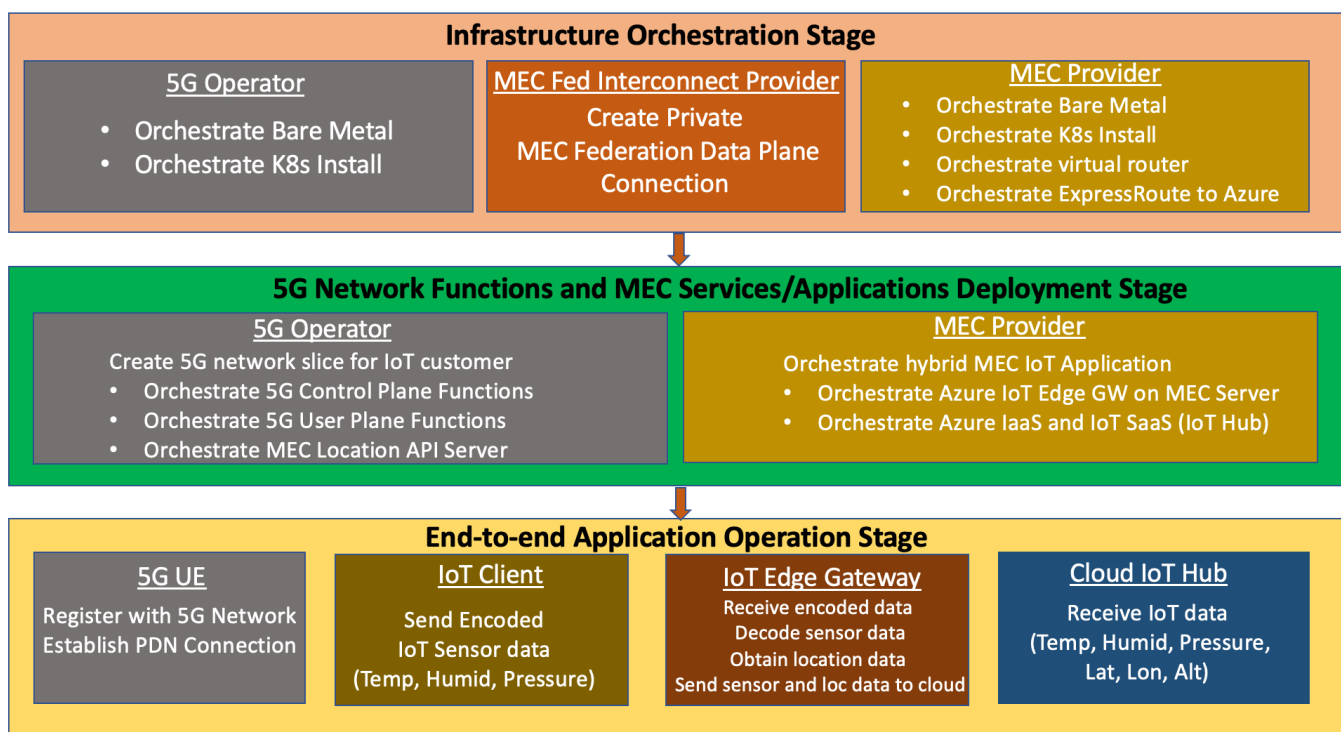 Infrastructure Orchestration Stage
5G Operator
• Orchestrate Bare Metal
• Orchestrate K8s Install
MEC Fed Interconnect Provider
Create Private
MEC Federation Data Plane
Connection
MEC Provider
• Orchestrate Bare Metal
• Orchestrate K8s Install
• Orchestrate virtual router
• Orchestrate ExpressRoute to Azure
5G Network Functions and MEC Services/Applications Deployment Stage
5G Operator
Create 5G network slice for IoT customer
• Orchestrate 5G Control Plane Functions
• Orchestrate 5G User Plane Functions
• Orchestrate MEC Location API Server
MEC Provider
Orchestrate hybrid MEC IoT Application
• Orchestrate Azure IoT Edge GW on MEC Server
• Orchestrate Azure IaaS and IoT SaaS (IoT Hub)
End-to-end Application Operation Stage
5G UE
Register with 5G Network
Establish PDN Connection
IoT Client
Send Encoded
IoT Sensor data
(Temp, Humid, Pressure)
IoT Edge Gateway
Receive encoded data
Decode sensor data
Obtain location data
Send sensor and loc data to cloud
Cloud IoT Hub
Receive IoT data
(Temp, Humid, Pressure,
Lat, Lon, Alt)